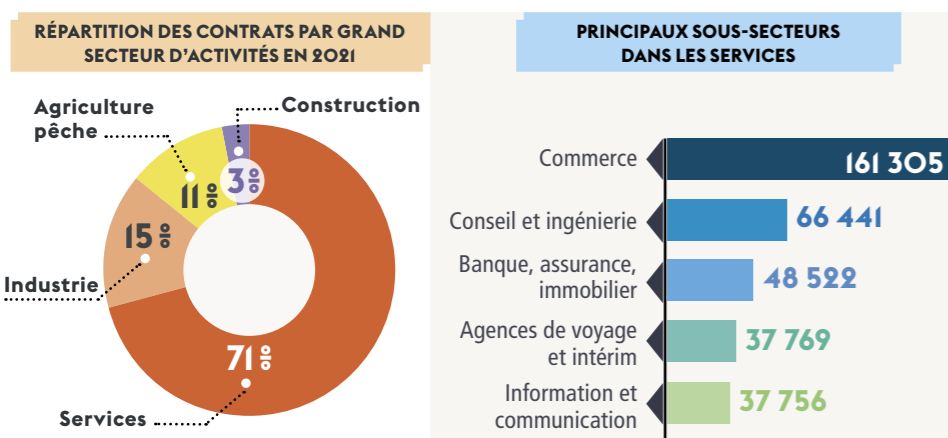 RÉPARTITION DES CONTRATS PAR GRAND
SECTEUR D'ACTIVITÉS EN 2021
Agriculture
pêche
Construction
3%
11%
15%
Industrie
71%
Services
PRINCIPAUX SOUS-SECTEURS
DANS LES SERVICES
Commerce
161 305
Conseil et ingénierie
66 441
Banque, assurance,
immobilier
48 522
Agences de voyage
et intérim
37 769
Information et
communication
37 756